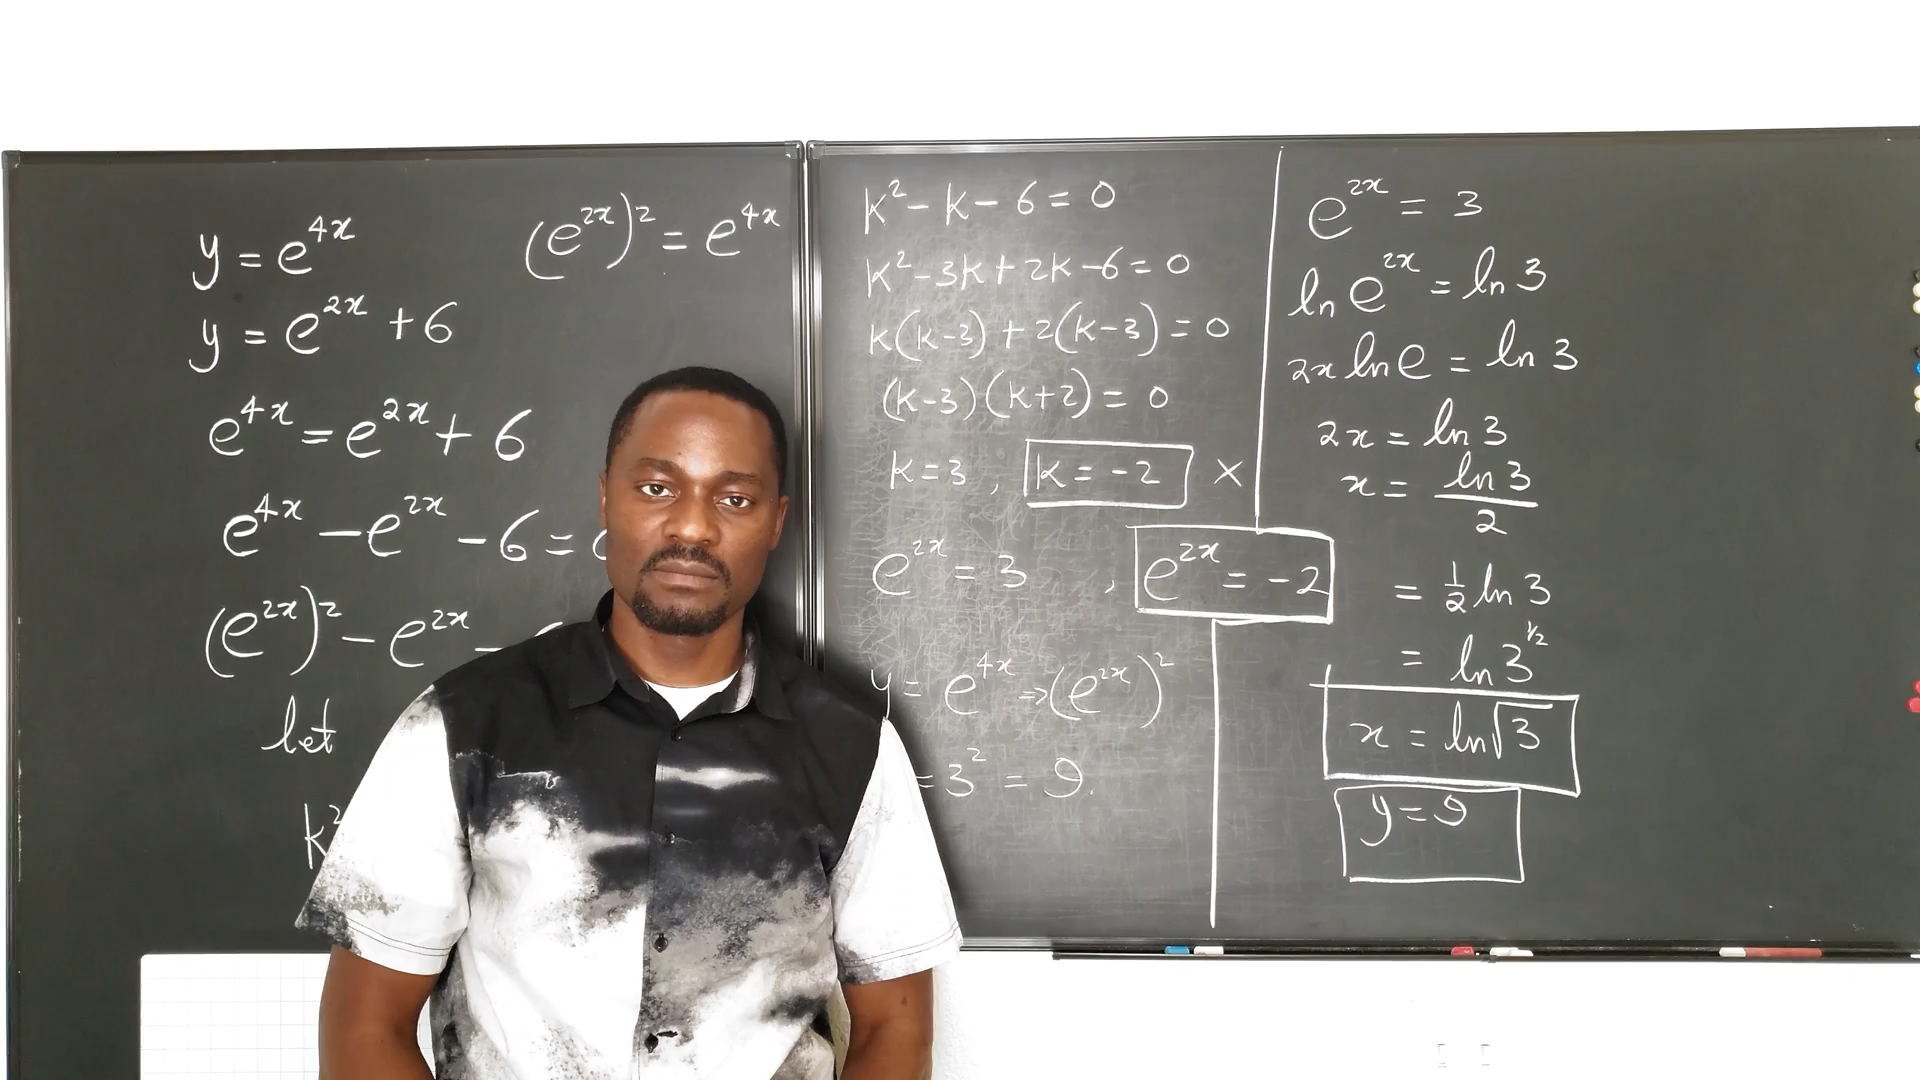 y = e^{4x}
(e^{2x})^2 = e^{4x}
y = e^{2x} + 6
e^{4x} = e^{2x} + 6
e^{4x} - e^{2x} - 6 =
(e^{2x})^2 - e^{2x} -
let
k^2
k^2 - k - 6 = 0
k^2 - 3k + 2k - 6 = 0
k(k-3) + 2(k-3) = 0
(k-3)(k+2) = 0
k = 3 , k = -2 ×
e^{2x} = 3 , e^{2x} = -2
y = e^{4x} ⇒ (e^{2x})^2
= 3^2 = 9.
e^{2x} = 3
ln e^{2x} = ln 3
2x ln e = ln 3
2x = ln 3
x = \frac{ln 3}{2}
= \frac{1}{2} ln 3
= ln 3^{1/2}
x = ln √3
y = 9